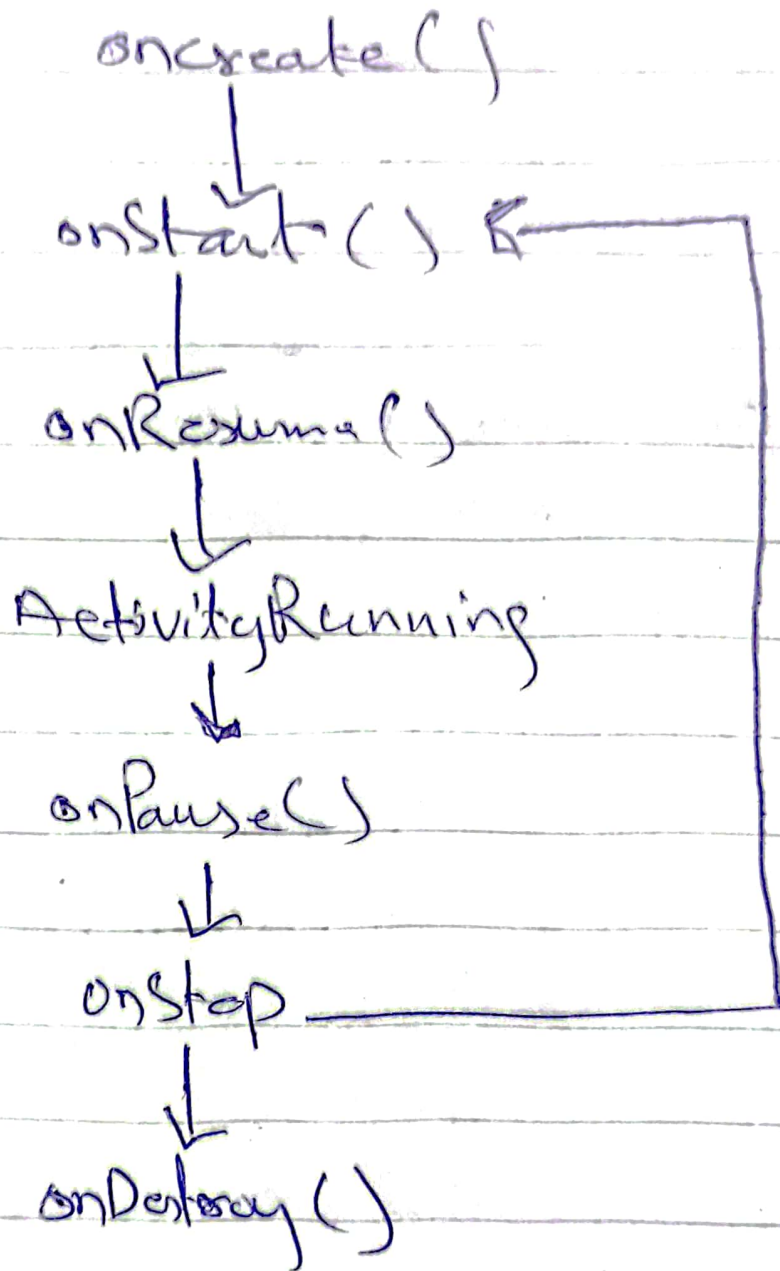 oncreate()
onStart()
onResume()
ActivityRunning
onPause()
onStop
onDestroy()